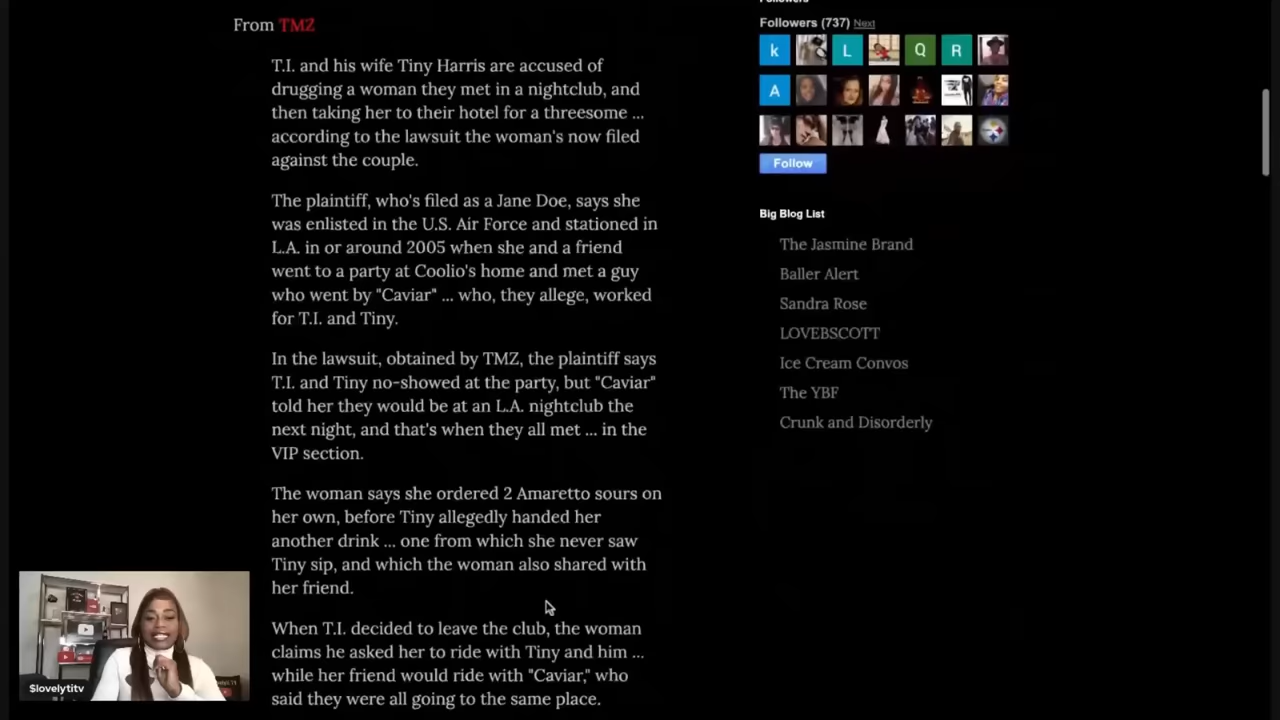 From TMZ
T.I. and his wife Tiny Harris are accused of
drugging a woman they met in a nightclub, and
then taking her to their hotel for a threesome ...
according to the lawsuit the woman's now filed
against the couple.
The plaintiff, who's filed as a Jane Doe, says she
was enlisted in the U.S. Air Force and stationed in
L.A. in or around 2005 when she and a friend
went to a party at Coolio's home and met a guy
who went by "Caviar" ... who, they allege, worked
for T.I. and Tiny.
In the lawsuit, obtained by TMZ, the plaintiff says
T.I. and Tiny no-showed at the party, but "Caviar"
told her they would be at an L.A. nightclub the
next night, and that's when they all met ... in the
VIP section.
The woman says she ordered 2 Amaretto sours on
her own, before Tiny allegedly handed her
another drink ... one from which she never saw
Tiny sip, and which the woman also shared with
her friend.
When T.I. decided to leave the club, the woman
claims he asked her to ride with Tiny and him ...
while her friend would ride with "Caviar," who
said they were all going to the same place.
Followers
Followers (737) Next
k
L
Q
R
A
Follow
Big Blog List
The Jasmine Brand
Baller Alert
Sandra Rose
LOVEBSCOTT
Ice Cream Convos
The YBF
Crunk and Disorderly
$lovelytitv